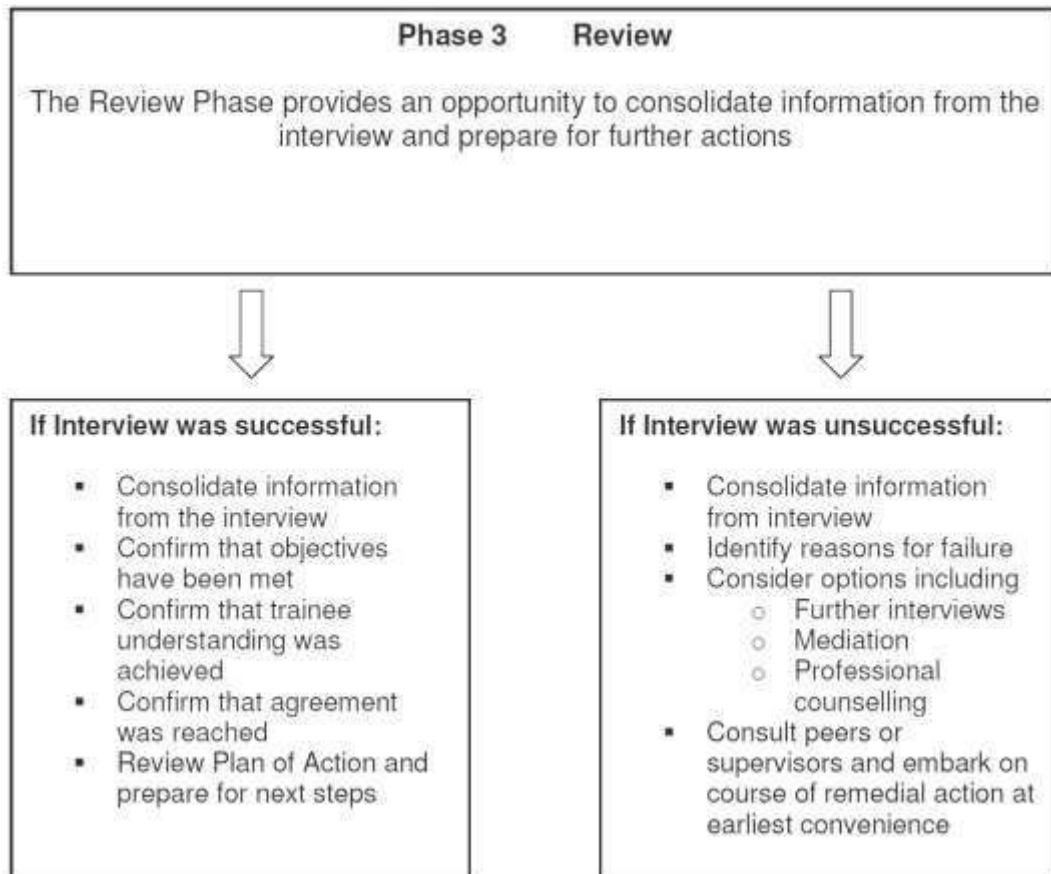 Phase 3 Review
The Review Phase provides an opportunity to consolidate information from the
interview and prepare for further actions
If Interview was successful:
▪ Consolidate information
from the interview
▪ Confirm that objectives
have been met
▪ Confirm that trainee
understanding was
achieved
▪ Confirm that agreement
was reached
▪ Review Plan of Action and
prepare for next steps
If Interview was unsuccessful:
▪ Consolidate information
from interview
▪ Identify reasons for failure
▪ Consider options including
○ Further interviews
○ Mediation
○ Professional
counselling
▪ Consult peers or
supervisors and embark on
course of remedial action at
earliest convenience